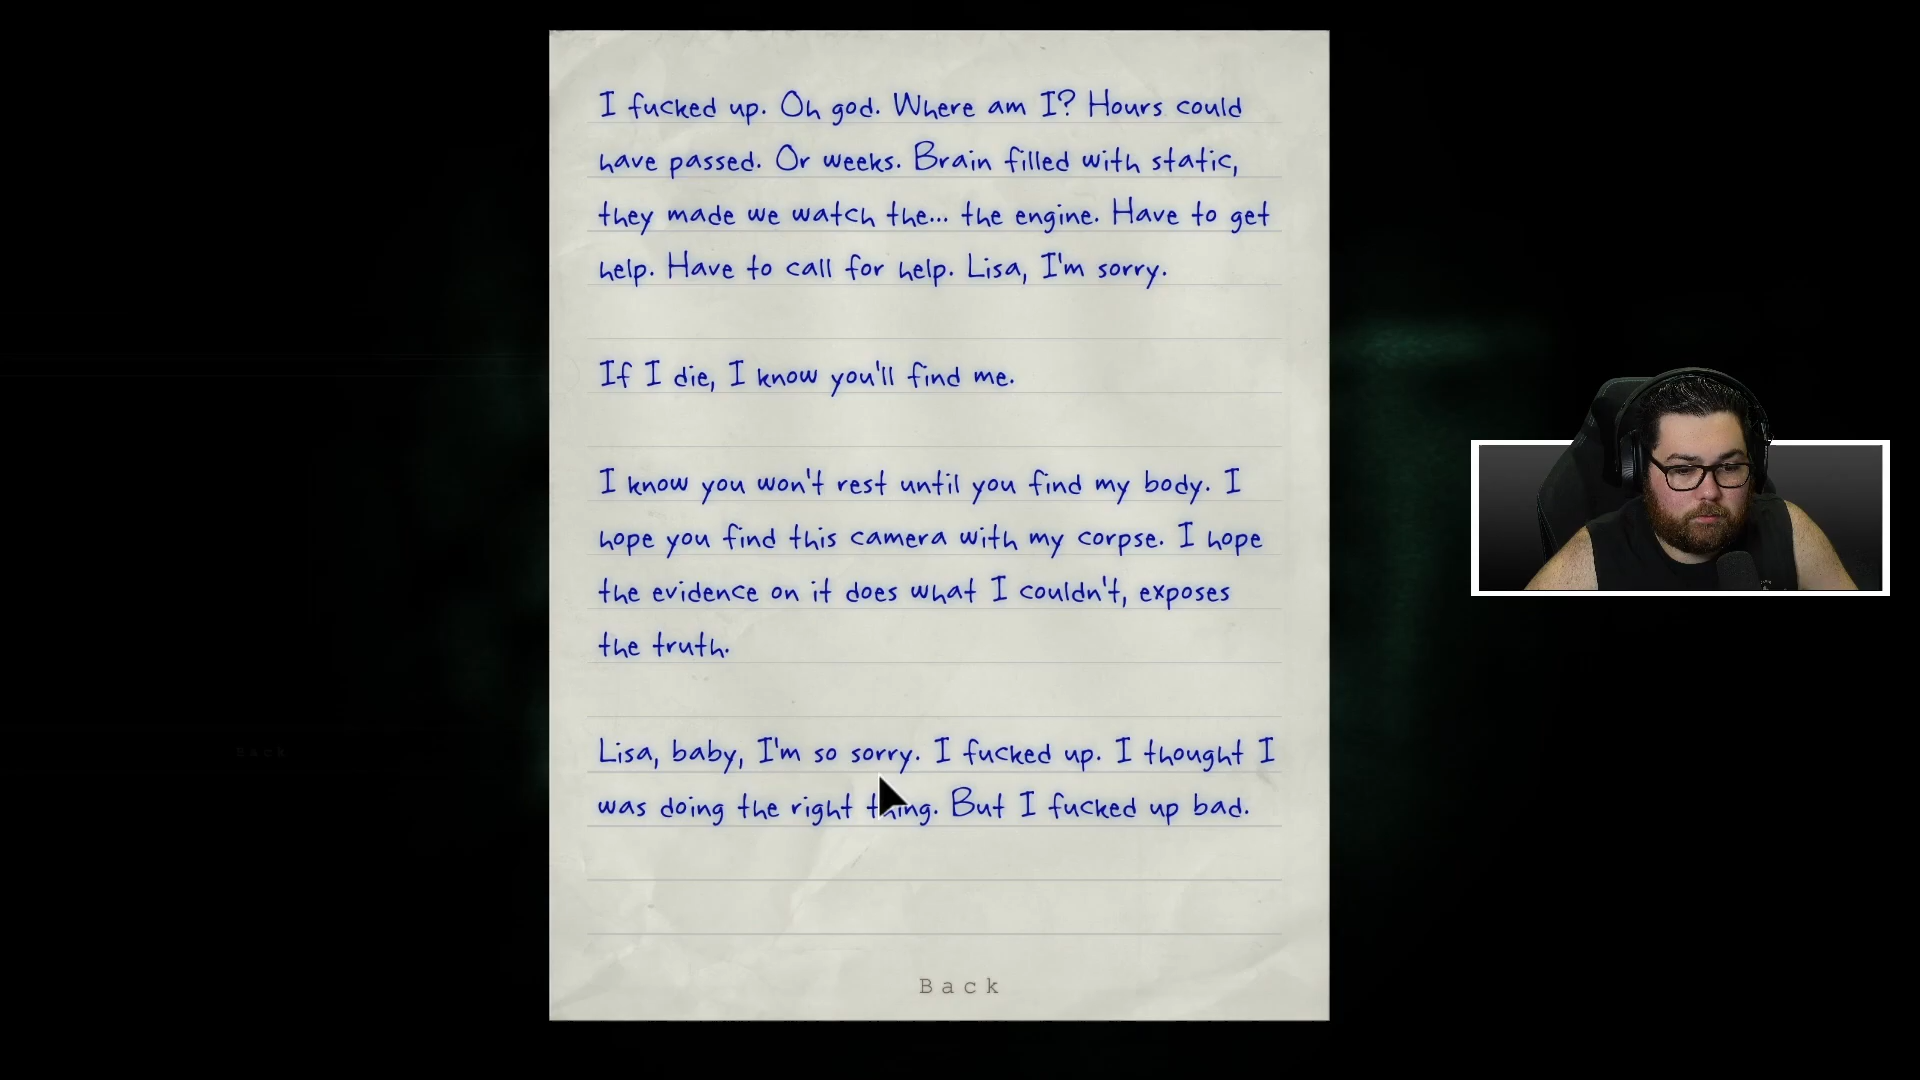 I fucked up. Oh god. Where am I? Hours could
have passed. Or weeks. Brain filled with static,
they made we watch the... the engine. Have to get
help. Have to call for help. Lisa, I'm sorry.
If I die, I know you'll find me.
I know you won't rest until you find my body. I
hope you find this camera with my corpse. I hope
the evidence on it does what I couldn't, exposes
the truth.
Lisa, baby, I'm so sorry. I fucked up. I thought I
was doing the right thing. But I fucked up bad.
Back
Back